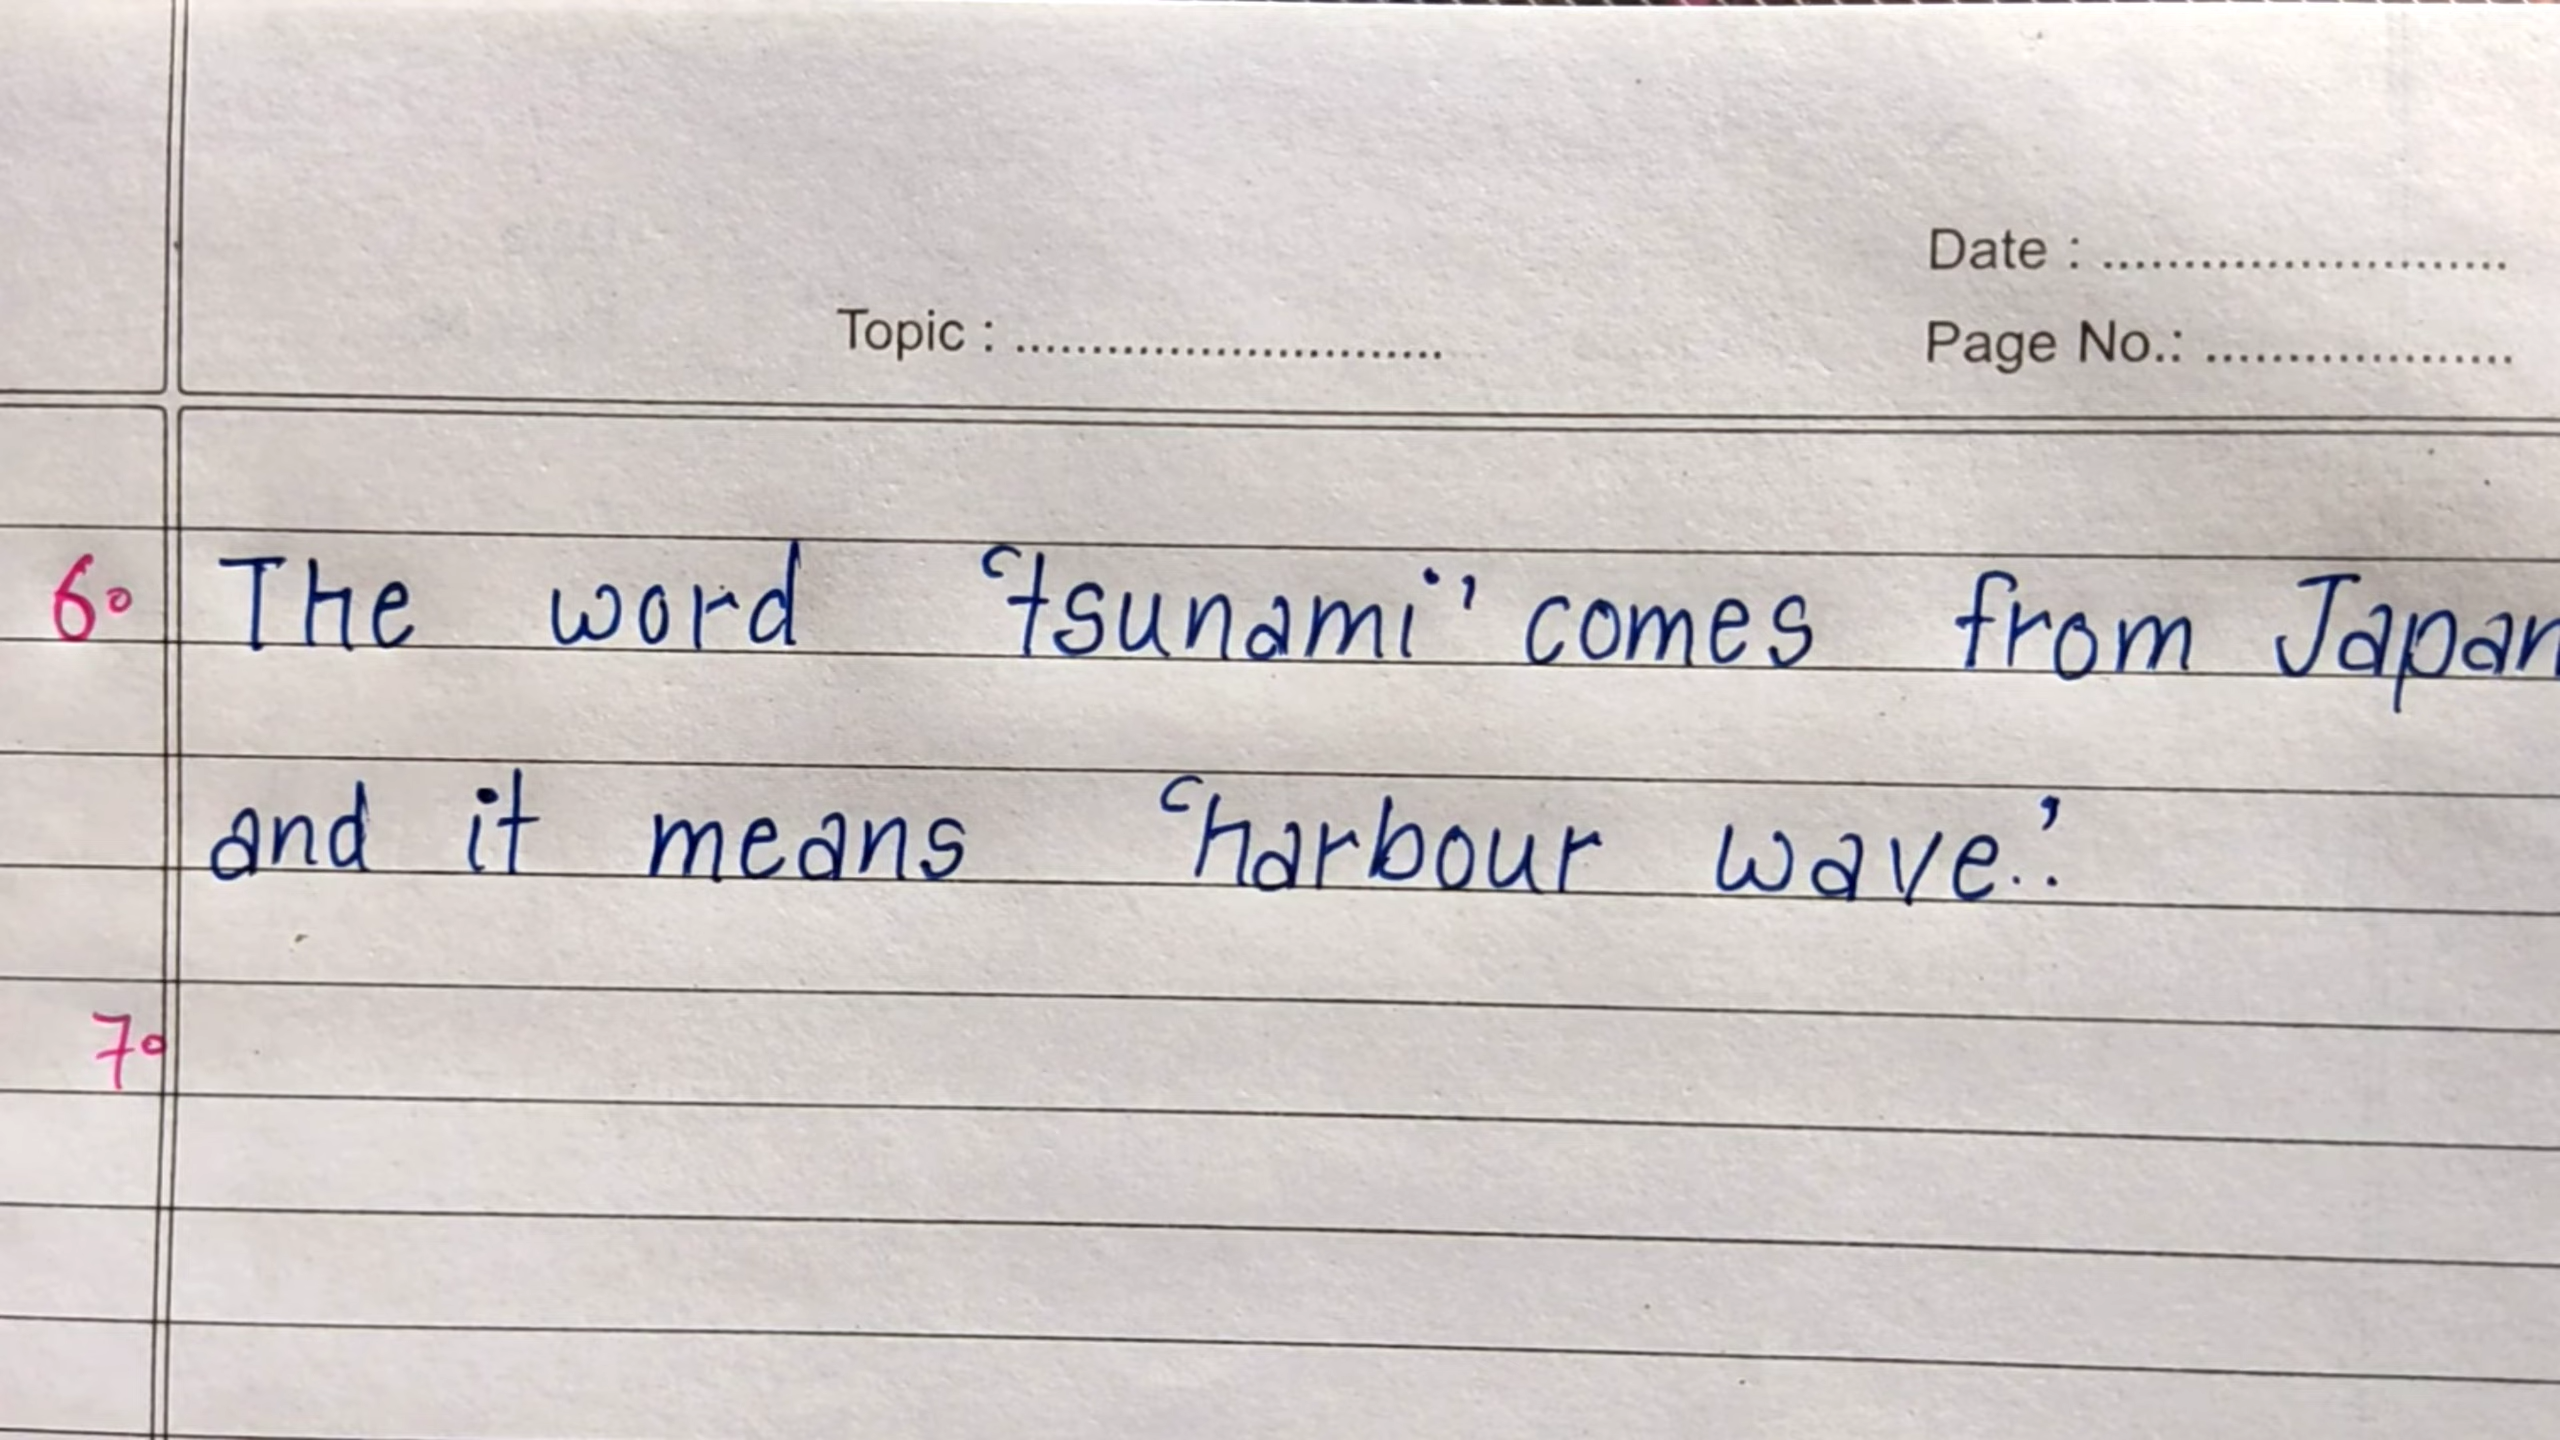 Date : ..........................
Topic : ............................
Page No.: ....................
6. The word 'tsunami' comes from Japan
and it means 'harbour wave.'.
7.